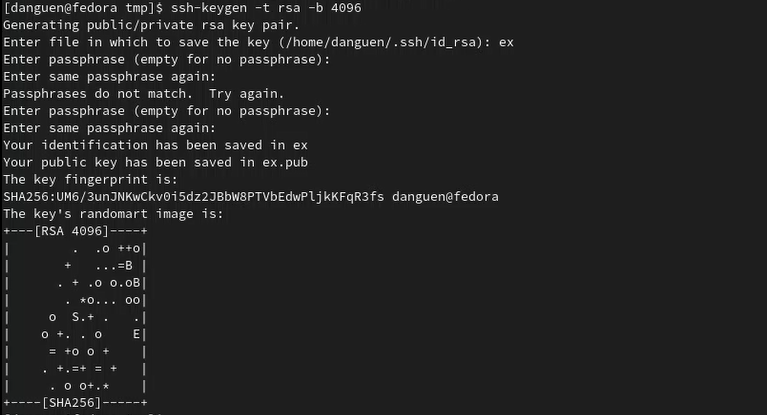 [danguen@fedora tmp]$ ssh-keygen -t rsa -b 4096
Generating public/private rsa key pair.
Enter file in which to save the key (/home/danguen/.ssh/id_rsa): ex
Enter passphrase (empty for no passphrase):
Enter same passphrase again:
Passphrases do not match.  Try again.
Enter passphrase (empty for no passphrase):
Enter same passphrase again:
Your identification has been saved in ex
Your public key has been saved in ex.pub
The key fingerprint is:
SHA256:UM6/3unJNKwCkv0i5dz2JBbW8PTVbEdwPljkKFqR3fs danguen@fedora
The key's randomart image is:
+---[RSA 4096]----+
|        .  .o ++o|
|       +   ...=B |
|      . + .o o.oB|
|       . *o... oo|
|     o  S.+ .   .|
|    o +. . o    E|
|     = +o o +    |
|    . +.=+ = +   |
|     . o o+.*    |
+----[SHA256]-----+